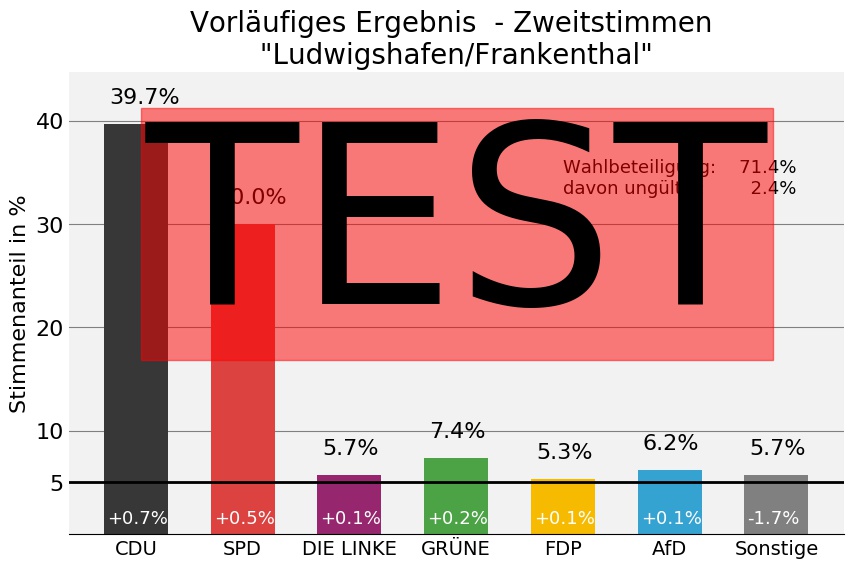 Vorläufiges Ergebnis - Zweitstimmen
"Ludwigshafen/Frankenthal"
Stimmenanteil in %
40
30
20
10
5
39.7%
5.7%
7.4%
5.3%
6.2%
5.7%
TEST
Wahlbeteiligung: 71.4%
davon 2.4%
+0.7%
+0.5%
+0.1%
+0.2%
+0.1%
+0.1%
-1.7%
CDU
SPD
DIE LINKE
GRÜNE
FDP
AfD
Sonstige